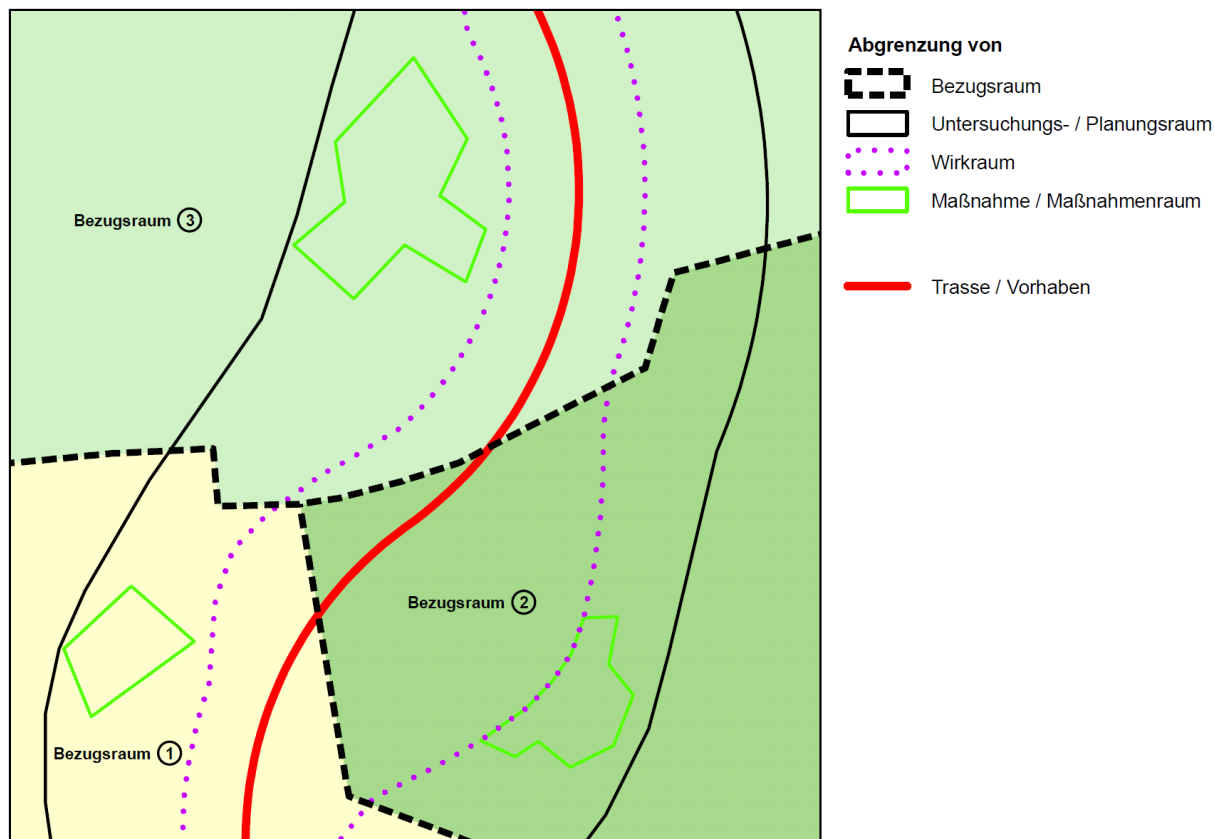 Abgrenzung von
Bezugsraum
Untersuchungs- / Planungsraum
Wirkraum
Maßnahme / Maßnahmenraum
Trasse / Vorhaben
Bezugsraum 3
Bezugsraum 2
Bezugsraum 1